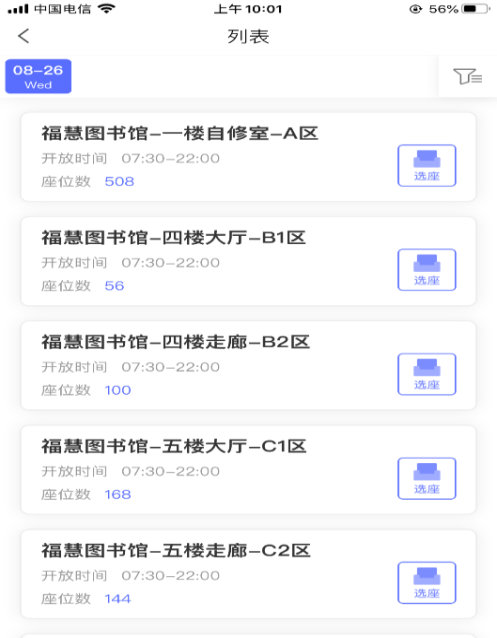 中国电信 上午10:01 56%
列表
08-26
Wed
福慧图书馆-一楼自修室-A区
开放时间 07:30-22:00
座位数 508
选座
福慧图书馆-四楼大厅-B1区
开放时间 07:30-22:00
座位数 56
选座
福慧图书馆-四楼走廊-B2区
开放时间 07:30-22:00
座位数 100
选座
福慧图书馆-五楼大厅-C1区
开放时间 07:30-22:00
座位数 168
选座
福慧图书馆-五楼走廊-C2区
开放时间 07:30-22:00
座位数 144
选座